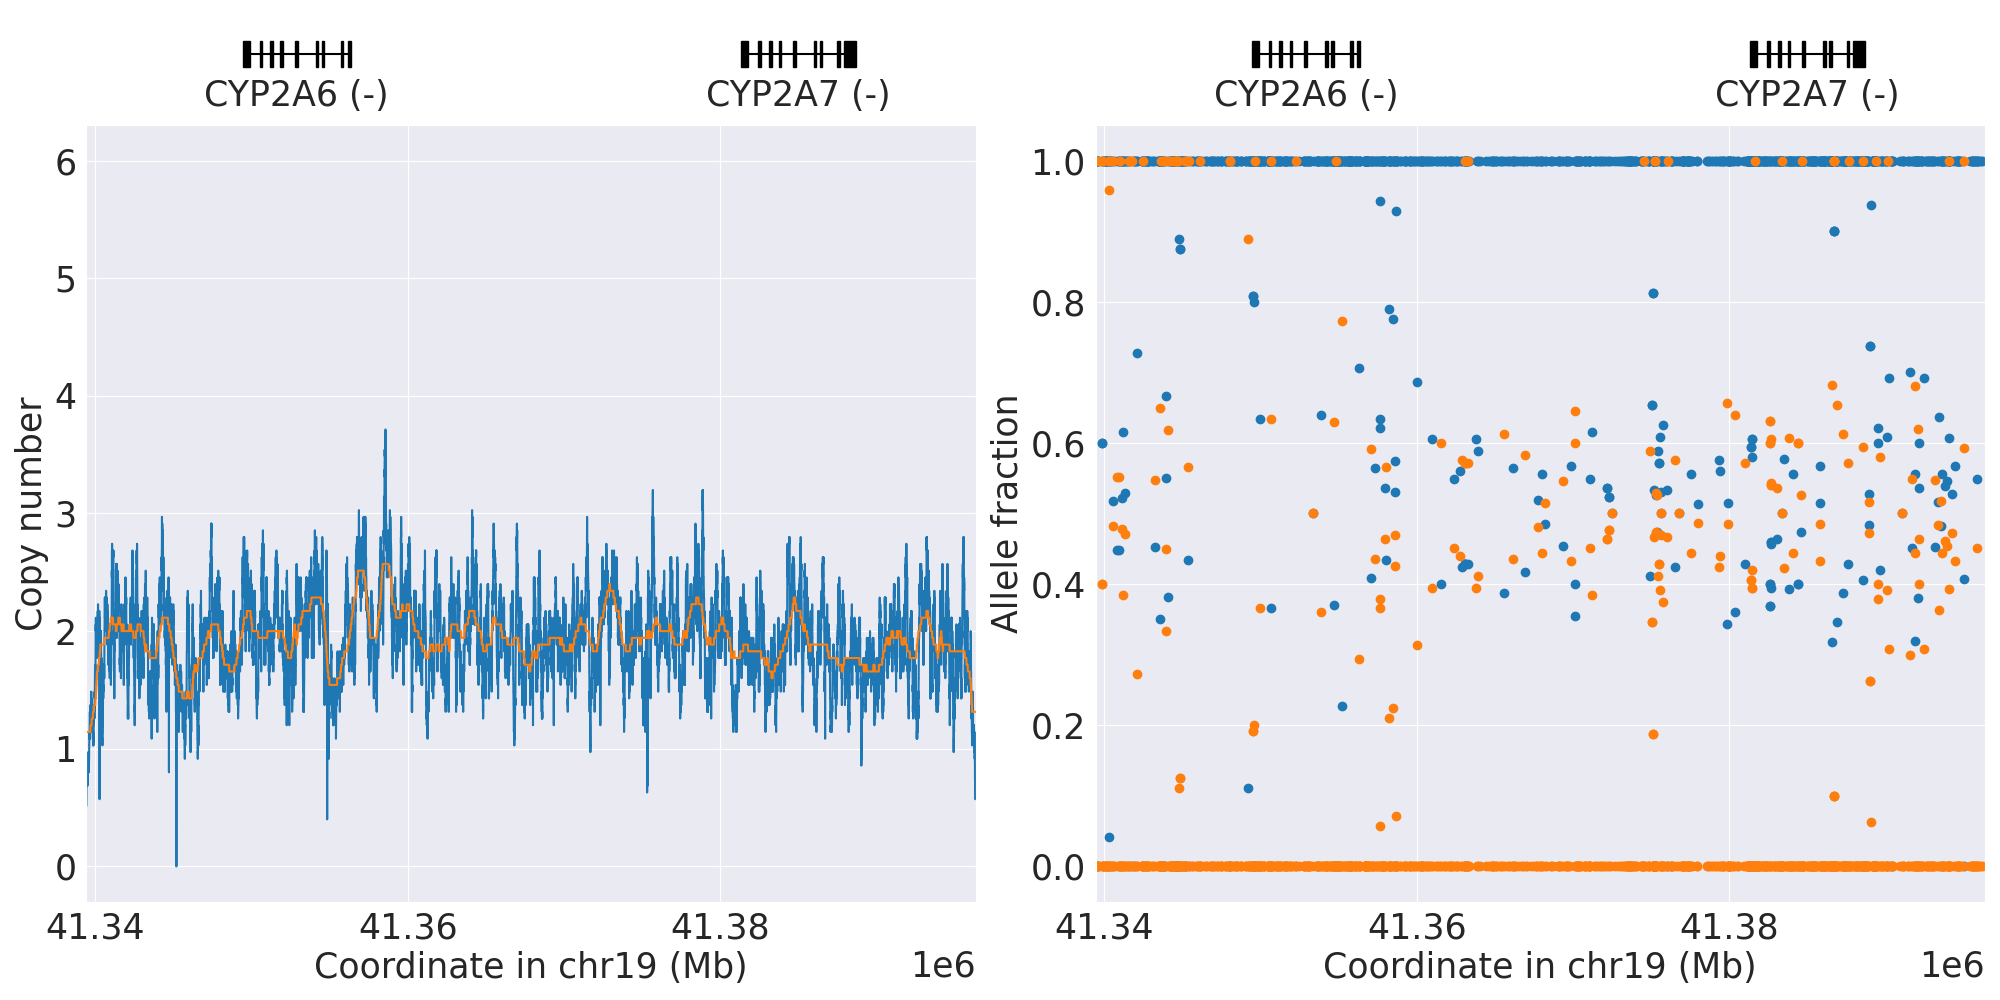 CYP2A6 (-) CYP2A7 (-)
6
5
4
3
2
1
0
Copy number
41.34 41.36 41.38
Coordinate in chr19 (Mb) 1e6
CYP2A6 (-) CYP2A7 (-)
1.0
0.8
0.6
0.4
0.2
0.0
Allele fraction
41.34 41.36 41.38
Coordinate in chr19 (Mb) 1e6